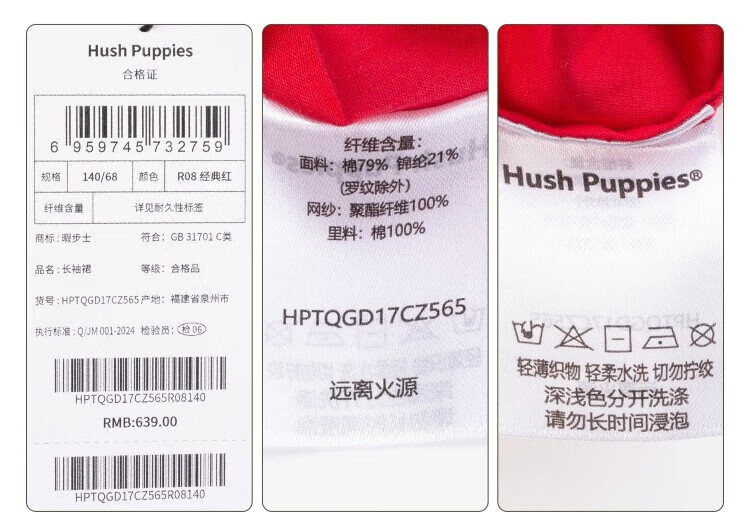 Hush Puppies
合格证
6 959745 732759
规格 140/68 颜色 R08 经典红
纤维含量 详见耐久性标签
商标：暇步士 符合：GB 31701 C类
品名：长袖裙 等级：合格品
货号：HPTQGD17CZ565 产地：福建省泉州市
执行标准：Q/JM 001-2024 检验员：检 06
HPTQGD17CZ565R08140
RMB:639.00
HPTQGD17CZ565R08140
纤维含量：
面料：棉79% 锦纶21%
(罗纹除外)
网纱：聚酯纤维100%
里料：棉100%
HPTQGD17CZ565
远离火源
Hush Puppies®
轻薄织物 轻柔水洗 切勿拧绞
深浅色分开洗涤
请勿长时间浸泡